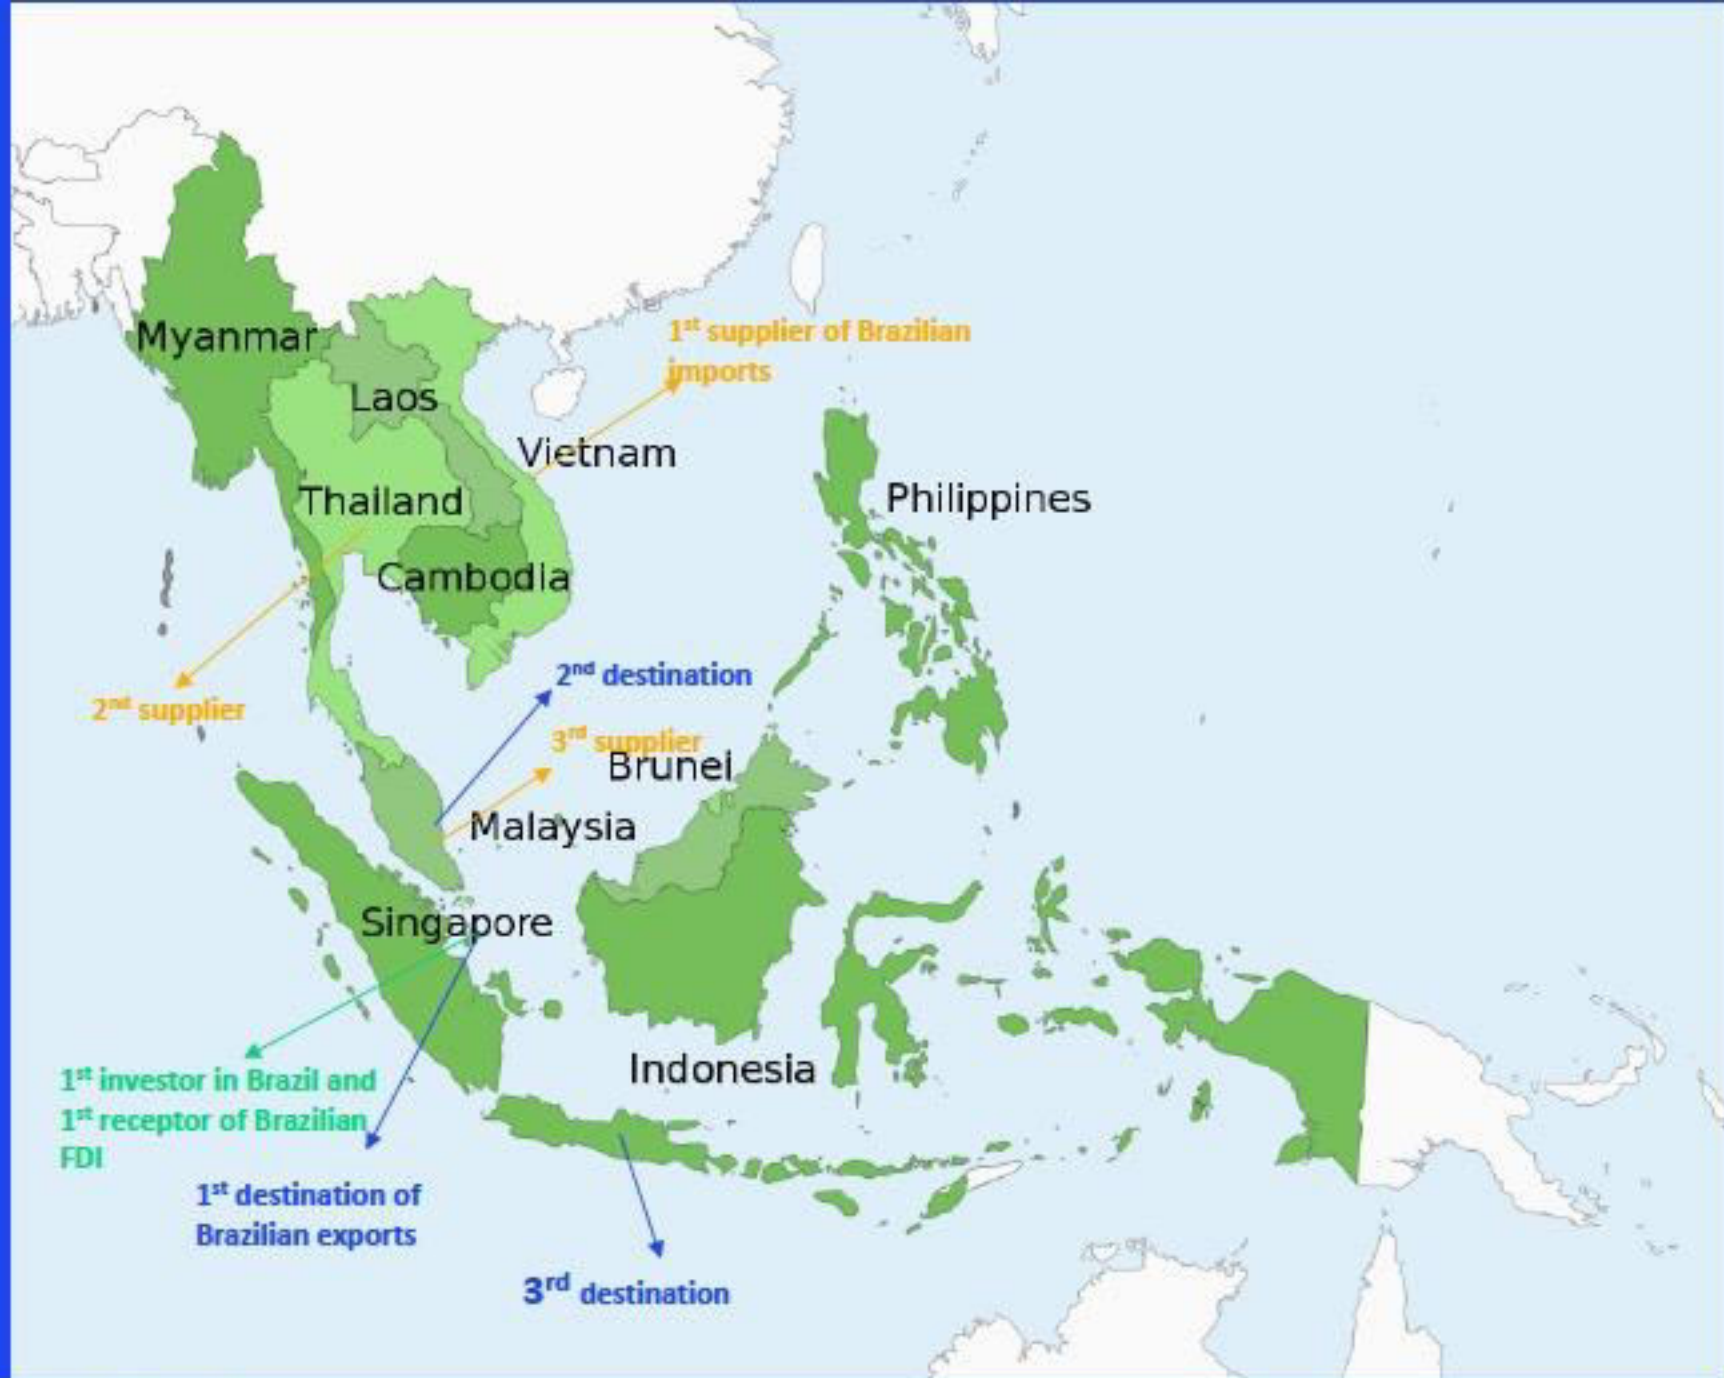 Myanmar
1st supplier of Brazilian
imports
Laos
Vietnam
Thailand
Philippines
Cambodia
2nd destination
2nd supplier
3rd supplier
Brunei
Malaysia
Singapore
Indonesia
1st investor in Brazil and
1st receptor of Brazilian
FDI
1st destination of
Brazilian exports
3rd destination